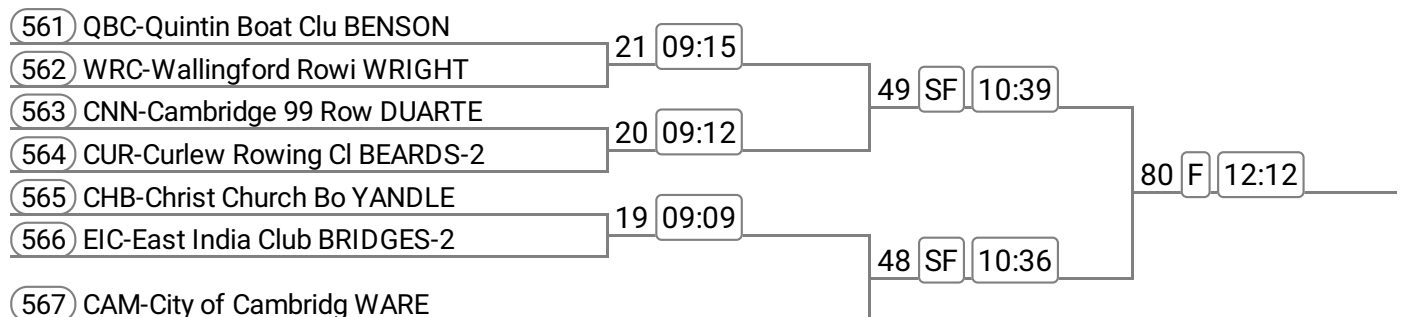 561 QBC-Quintin Boat Clu BENSON
21 09:15
562 WRC-Wallingford Rowi WRIGHT
49 SF 10:39
563 CNN-Cambridge 99 Row DUARTE
20 09:12
564 CUR-Curlew Rowing Cl BEARDS-2
80 F 12:12
565 CHB-Christ Church Bo YANDLE
19 09:09
566 EIC-East India Club BRIDGES-2
48 SF 10:36
567 CAM-City of Cambridg WARE